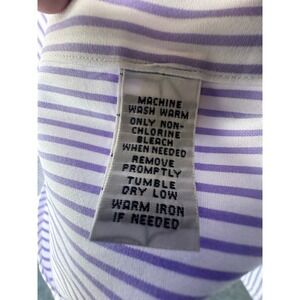 MACHINE
WASH WARM
ONLY NON-
CHLORINE
BLEACH
WHEN NEEDED
REMOVE
PROMPTLY
TUMBLE
DRY LOW
WARM IRON
IF NEEDED